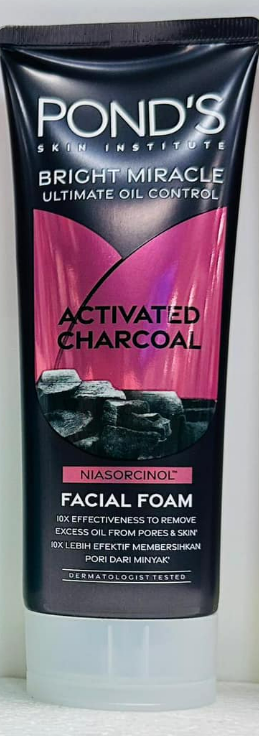 POND'S
SKIN INSTITUTE
BRIGHT MIRACLE
ULTIMATE OIL CONTROL
ACTIVATED
CHARCOAL
NIASORCINOL™
FACIAL FOAM
10X EFFECTIVENESS TO REMOVE
EXCESS OIL FROM PORES & SKIN*
10X LEBIH EFEKTIF MEMBERSIHKAN
PORI DARI MINYAK*
DERMATOLOGIST TESTED